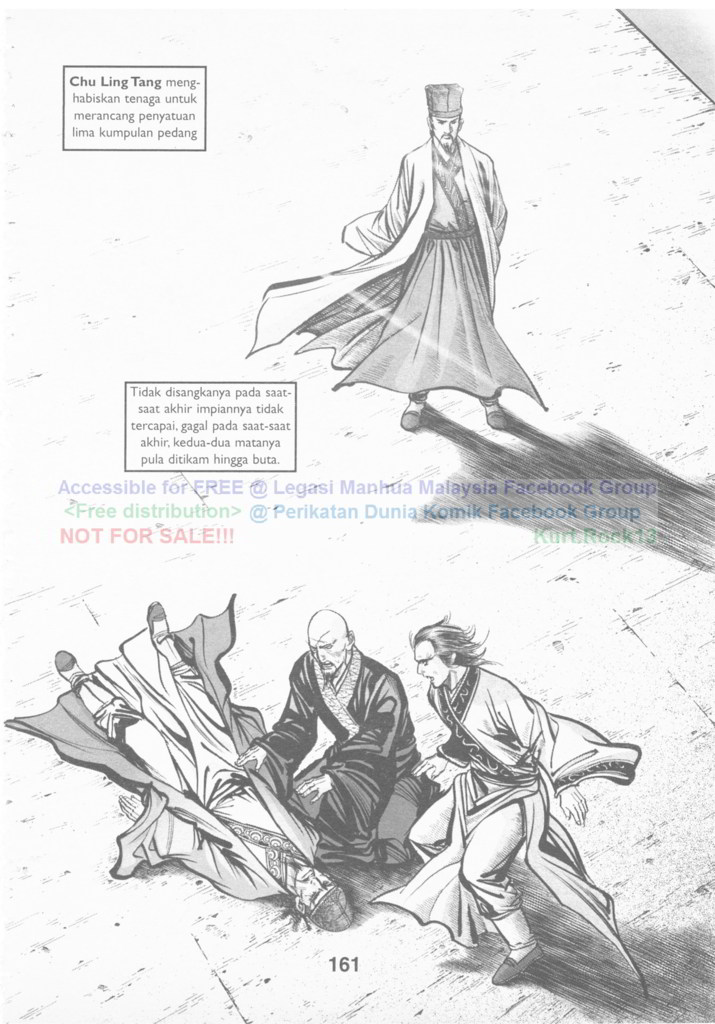 Chu Ling Tang meng-
habiskan tenaga untuk
merancang penyatuan
lima kumpulan pedang
Tidak disangkanya pada saat-
saat akhir impiannya tidak
tercapai, gagal pada saat-saat
akhir, kedua-dua matanya
pula ditikam hingga buta.
Accessible for FREE @ Legasi Manhua Malaysia Facebook Group
<Free distribution> @ Perikatan Dunia Komik Facebook Group
NOT FOR SALE!!! Kurt.Rock13
161